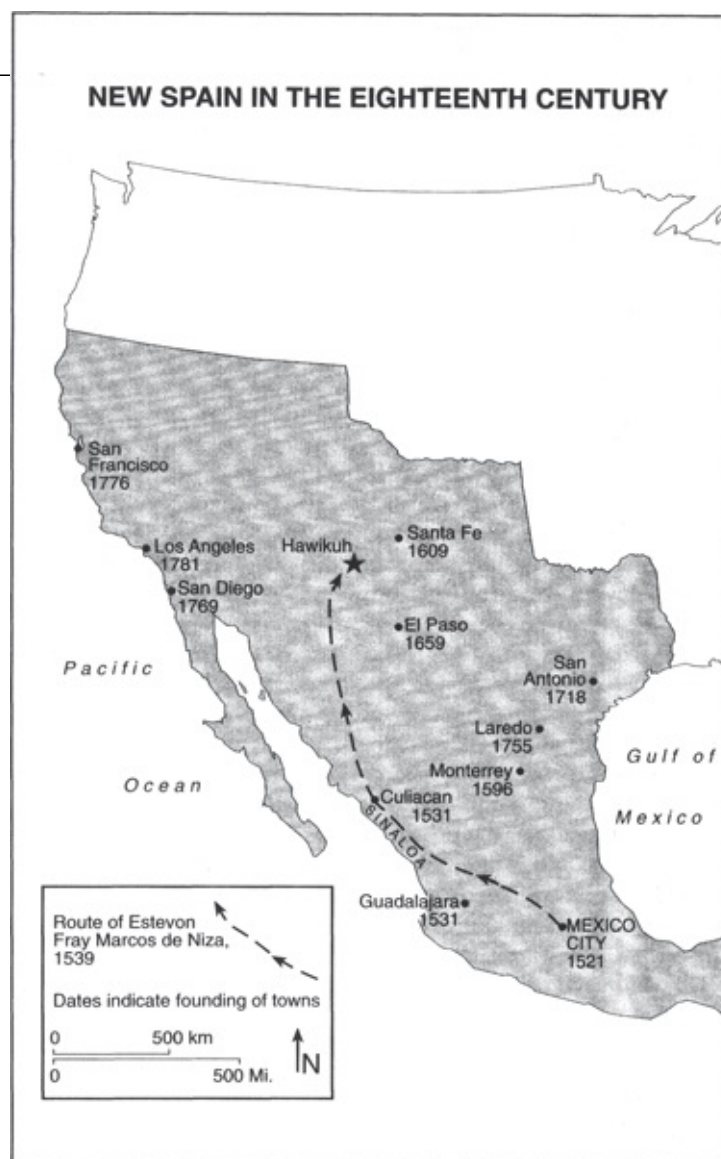 NEW SPAIN IN THE EIGHTEENTH CENTURY
San
Francisco
1776
Los Angeles
1781
San Diego
1769
Hawikuh
Santa Fe
1609
El Paso
1659
San
Antonio
1718
Laredo
1755
Monterrey
1596
Culiacan
1531
SINALOA
Guadalajara
1531
MEXICO
CITY
1521
Pacific
Ocean
Gulf of
Mexico
Route of Estevon
Fray Marcos de Niza,
1539
Dates indicate founding of towns
0 500 km
0 500 Mi.
N